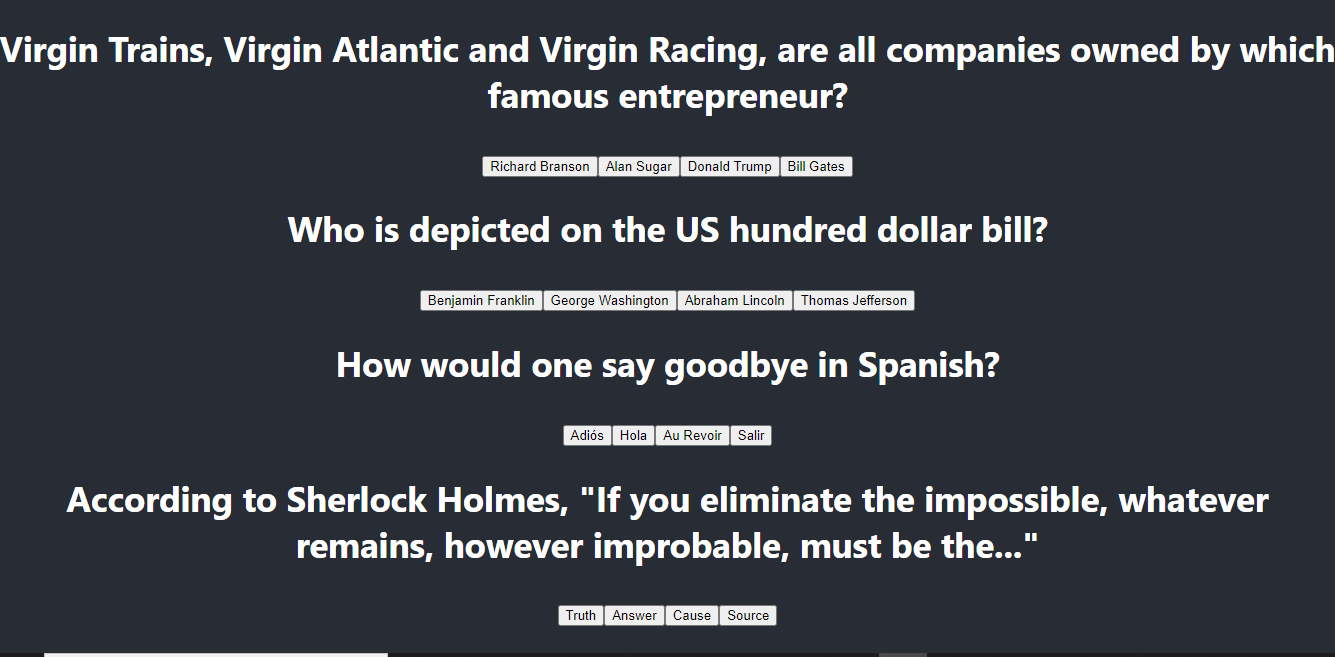 Virgin Trains, Virgin Atlantic and Virgin Racing, are all companies owned by which
famous entrepreneur?
Richard Branson Alan Sugar Donald Trump Bill Gates
Who is depicted on the US hundred dollar bill?
Benjamin Franklin George Washington Abraham Lincoln Thomas Jefferson
How would one say goodbye in Spanish?
Adiós Hola Au Revoir Salir
According to Sherlock Holmes, "If you eliminate the impossible, whatever
remains, however improbable, must be the..."
Truth Answer Cause Source